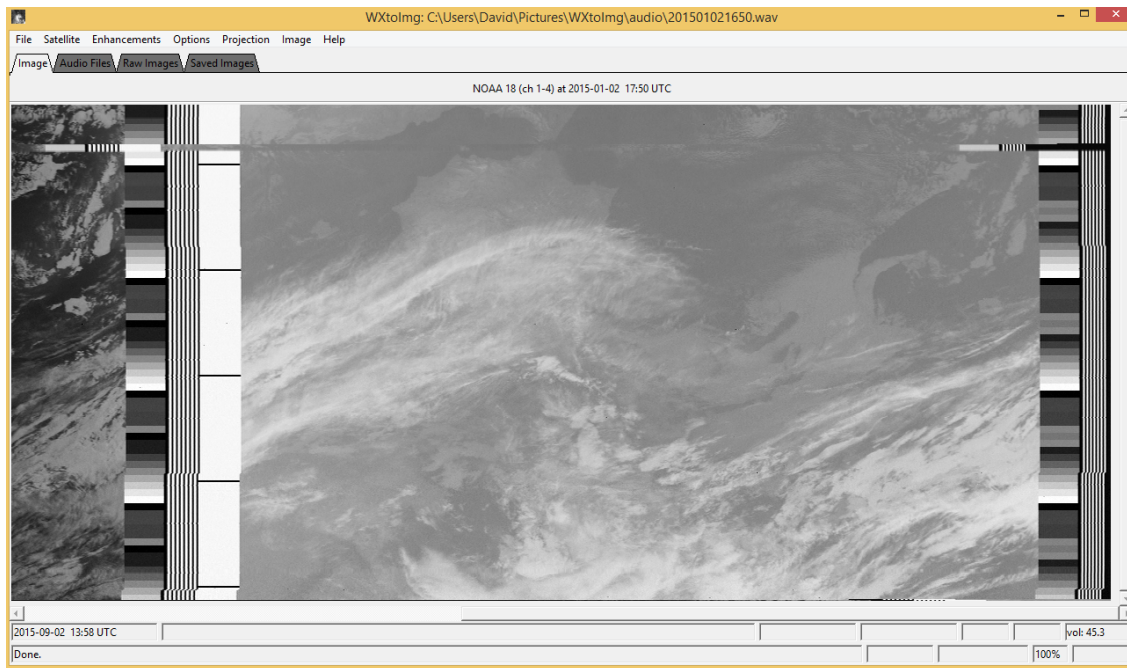 WXtoImg: C:\Users\David\Pictures\WXtoImg\audio\201501021650.wav
File Satellite Enhancements Options Projection Image Help
Image Audio Files Raw Images Saved Images
NOAA 18 (ch 1-4) at 2015-01-02 17:50 UTC
2015-09-02 13:58 UTC vol: 45.3
Done. 100%